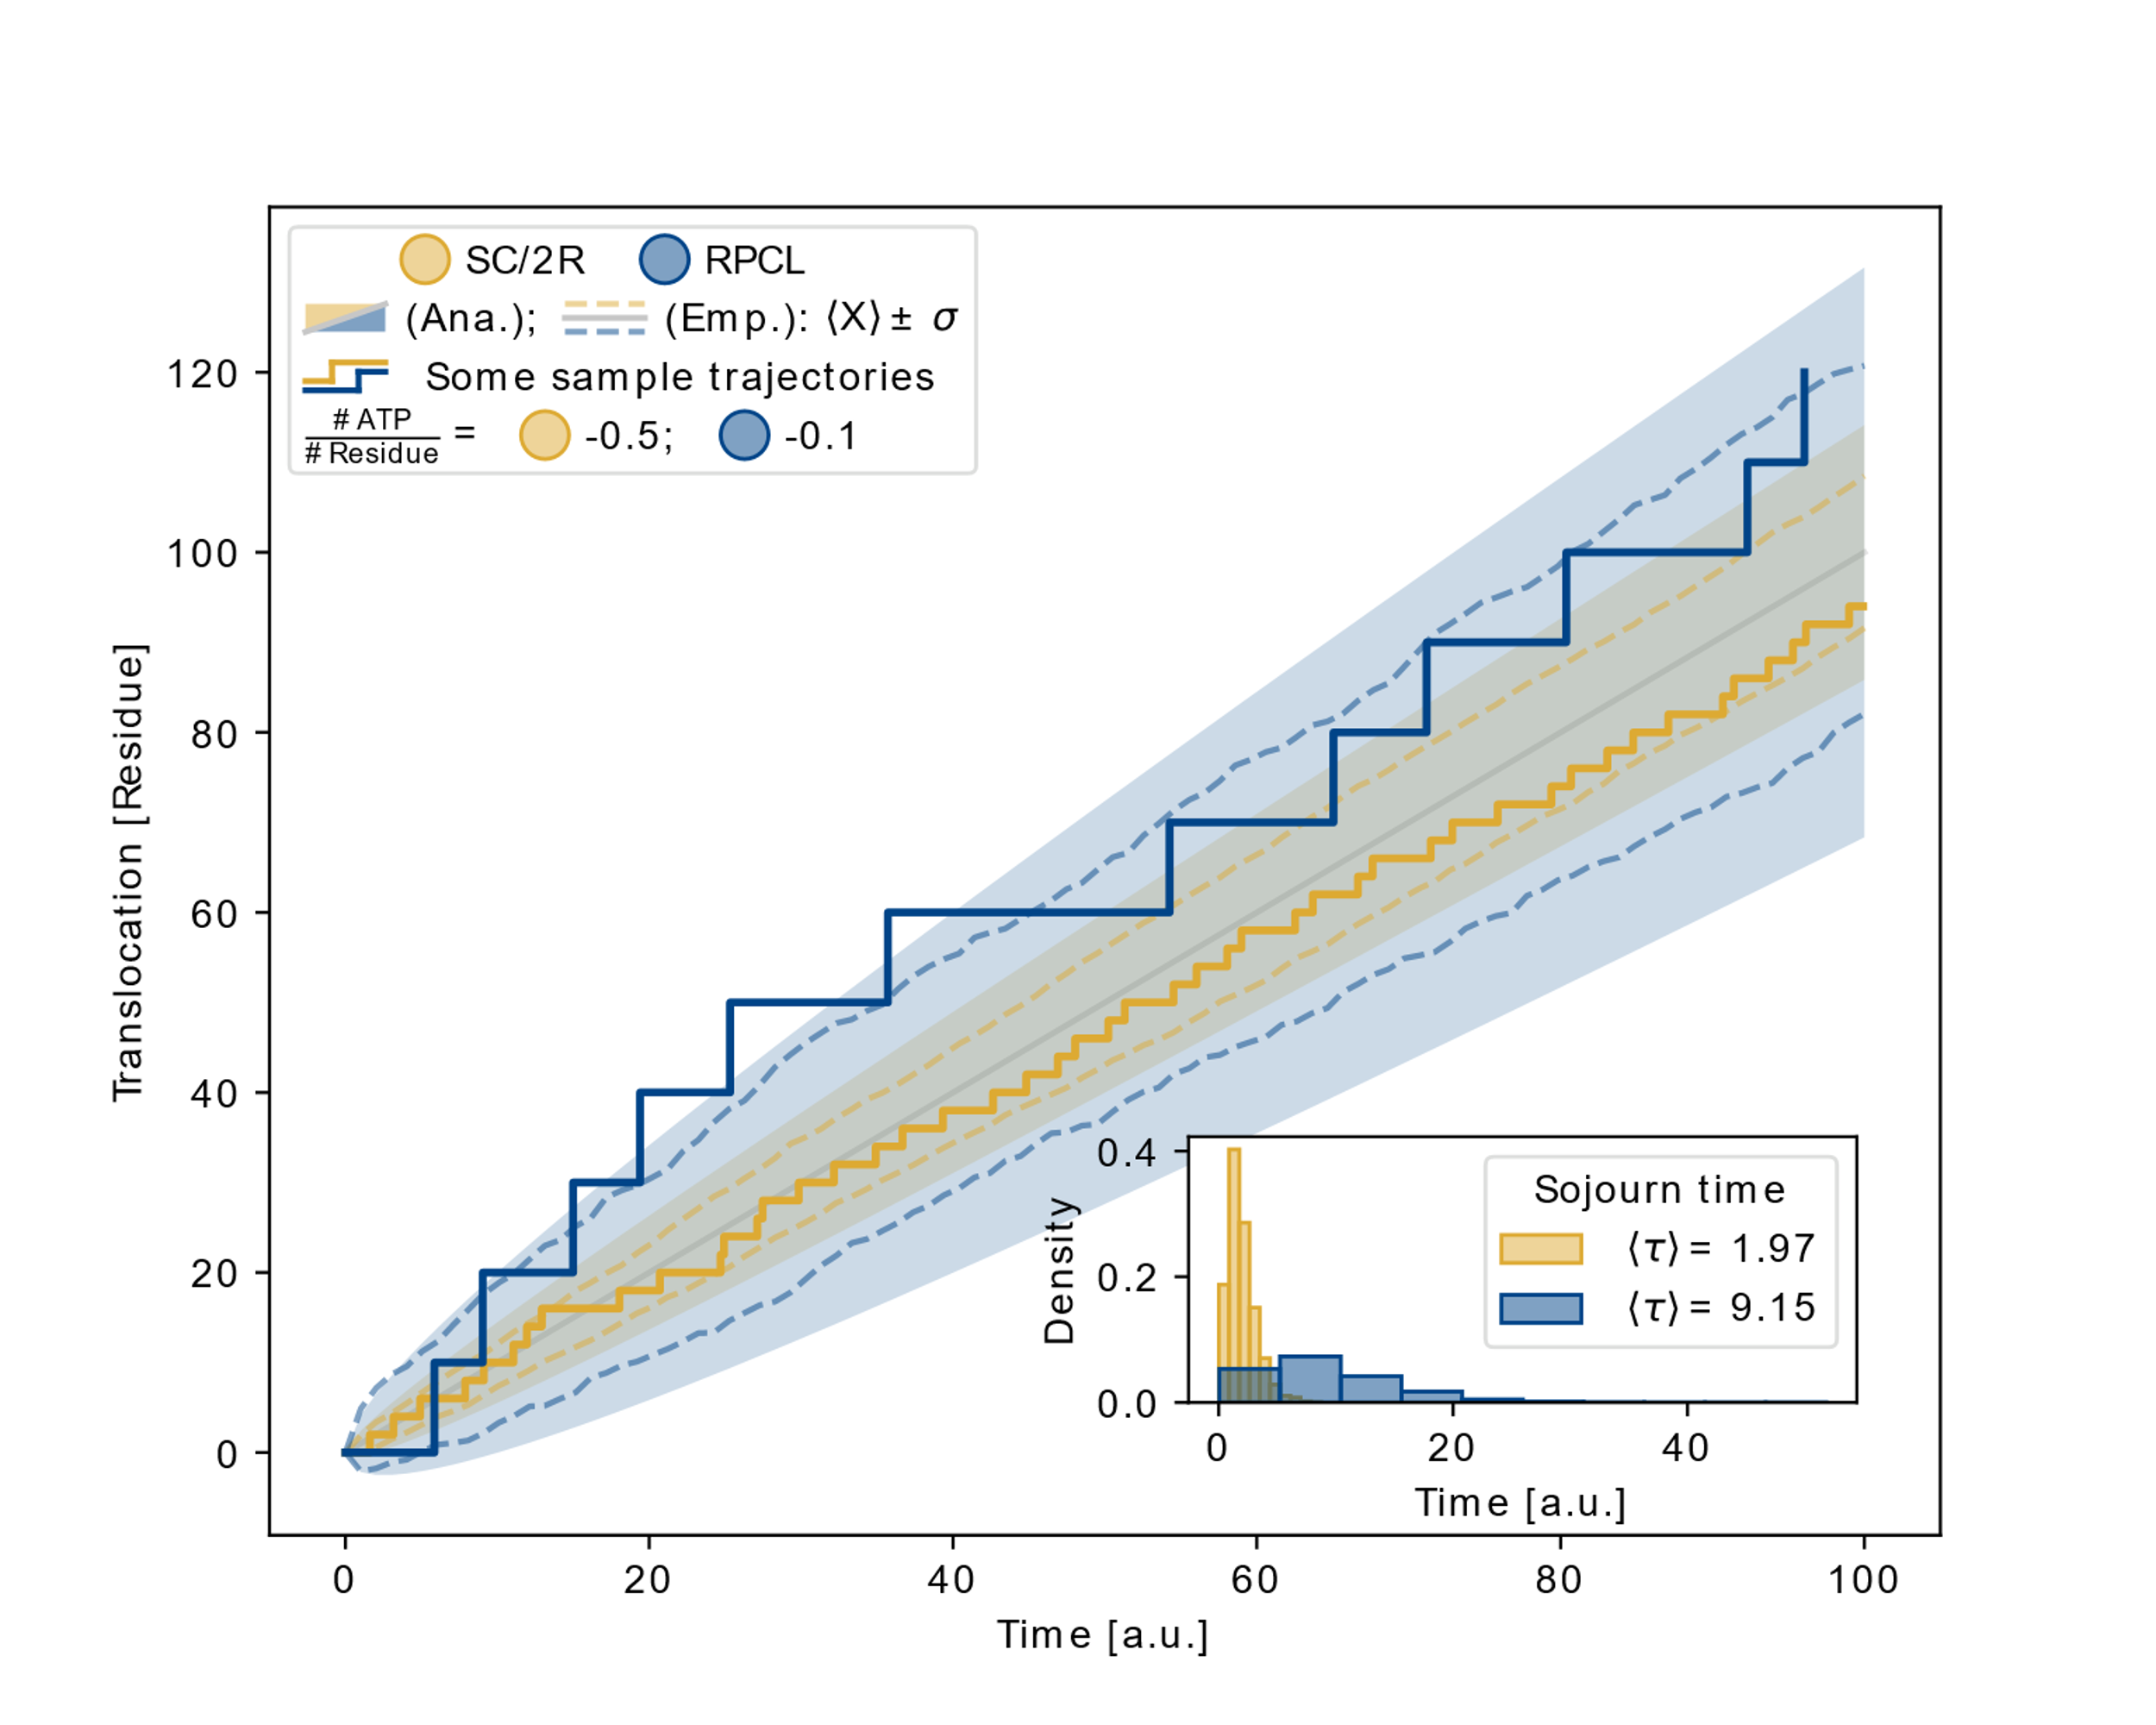 SC/2R RPCL
(Ana.); (Emp.): ⟨X⟩ ± σ
Some sample trajectories
# ATP
# Residue
= -0.5; -0.1
Translocation [Residue]
120
100
80
60
40
20
0
0 20 40 60 80 100
Time [a.u.]
Density
0.4
0.2
0.0
Sojourn time
⟨τ⟩ = 1.97
⟨τ⟩ = 9.15
0 20 40
Time [a.u.]